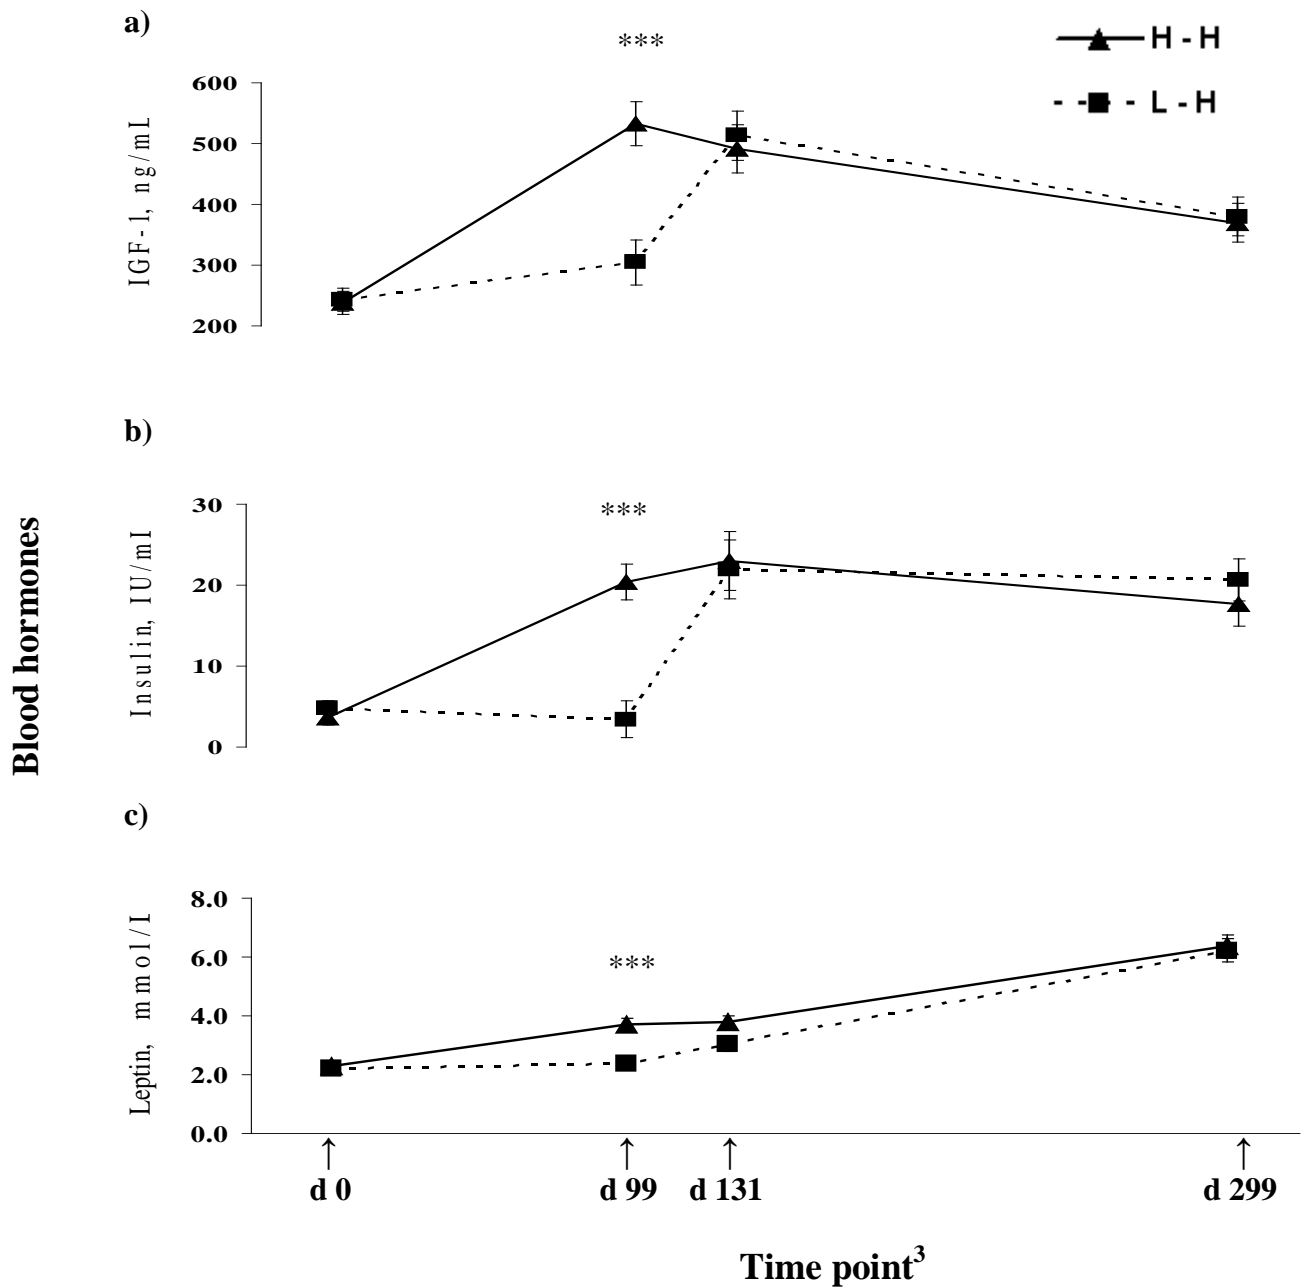 a)
***
H - H
L - H
600
500
400
300
200
IGF-1, ng/ml
b)
***
30
20
10
0
Insulin, IU/ml
Blood hormones
c)
***
8.0
6.0
4.0
2.0
0.0
Leptin, mmol/l
d 0 d 99 d 131 d 299
Time point³